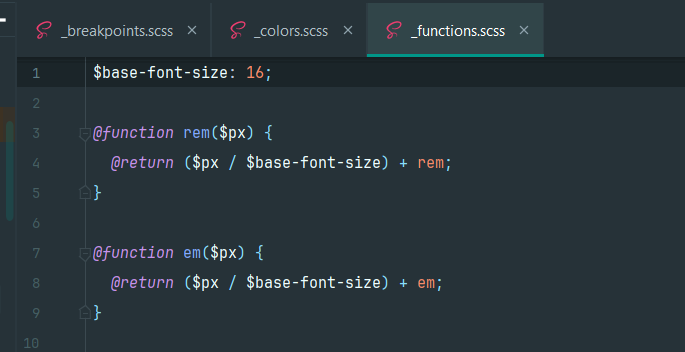 _breakpoints.scss × _colors.scss × _functions.scss ×
1 $base-font-size: 16;
2
3 @function rem($px) {
4 @return ($px / $base-font-size) + rem;
5 }
6
7 @function em($px) {
8 @return ($px / $base-font-size) + em;
9 }
10